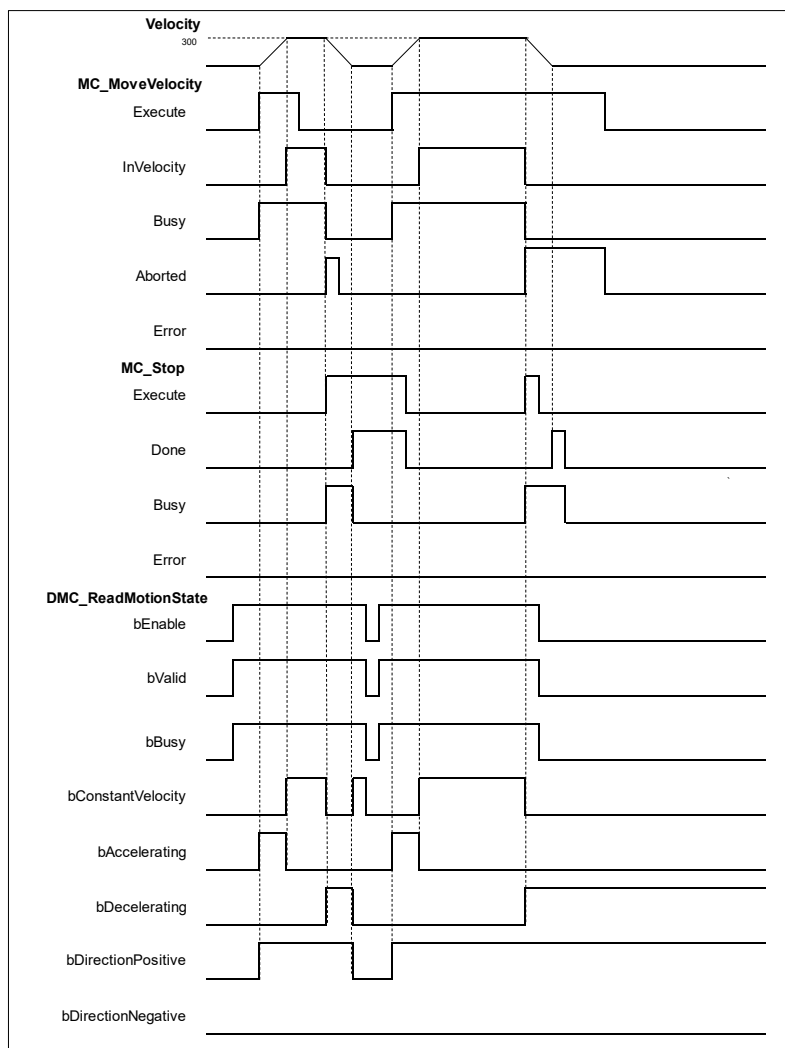 Velocity
300
MC_MoveVelocity
Execute
InVelocity
Busy
Aborted
Error
MC_Stop
Execute
Done
Busy
Error
DMC_ReadMotionState
bEnable
bValid
bBusy
bConstantVelocity
bAccelerating
bDecelerating
bDirectionPositive
bDirectionNegative